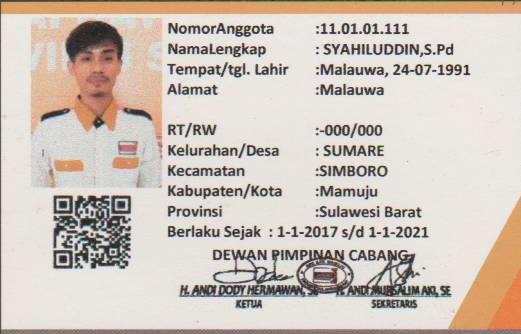 NomorAnggota :11.01.01.111
NamaLengkap : SYAHILUDDIN,S.Pd
Tempat/tgl. Lahir :Malauwa, 24-07-1991
Alamat :Malauwa
RT/RW :-000/000
Kelurahan/Desa : SUMARE
Kecamatan :SIMBORO
Kabupaten/Kota : Mamuju
Provinsi :Sulawesi Barat
Berlaku Sejak : 1-1-2017 s/d 1-1-2021
DEWAN PIMPINAN CABANG
H. ANDI DODY HERMAWAN, SE H. ANDI MURSALIM AKI, SE
KETUA SEKRETARIS